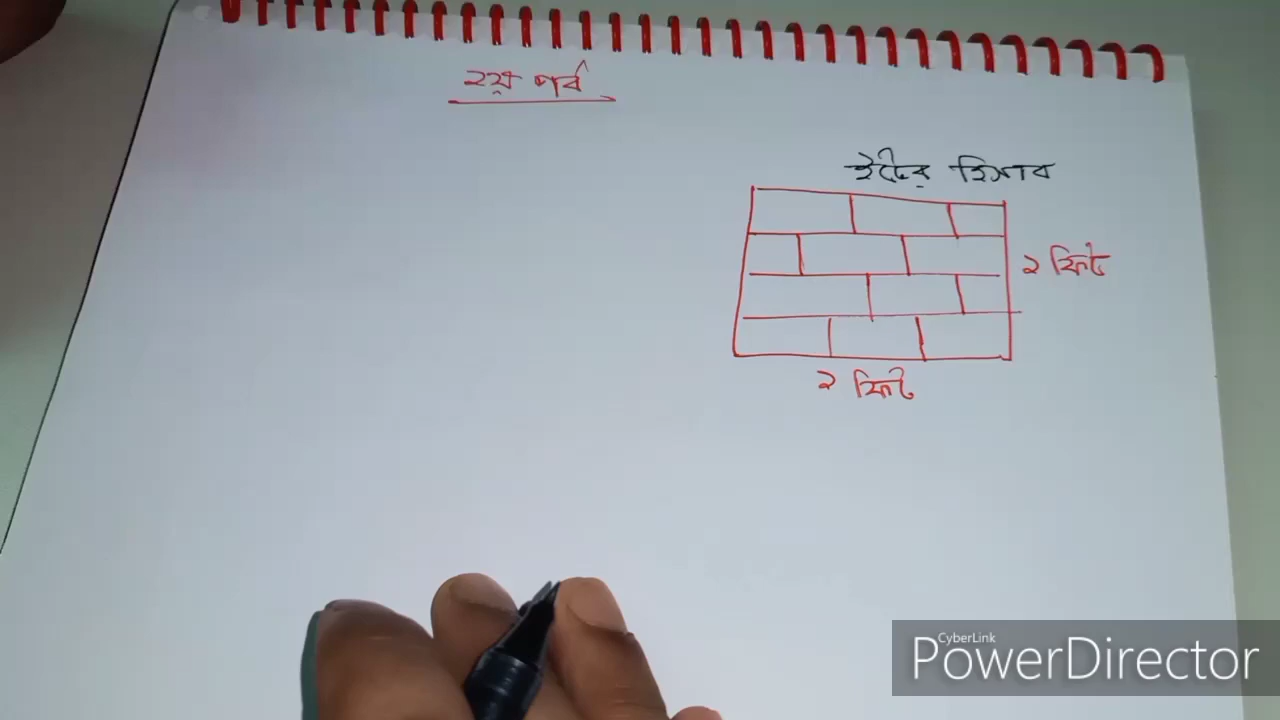 ২য় পর্ব
ইটের হিসাব
২ ফিট
২ ফিট
CyberLink
PowerDirector